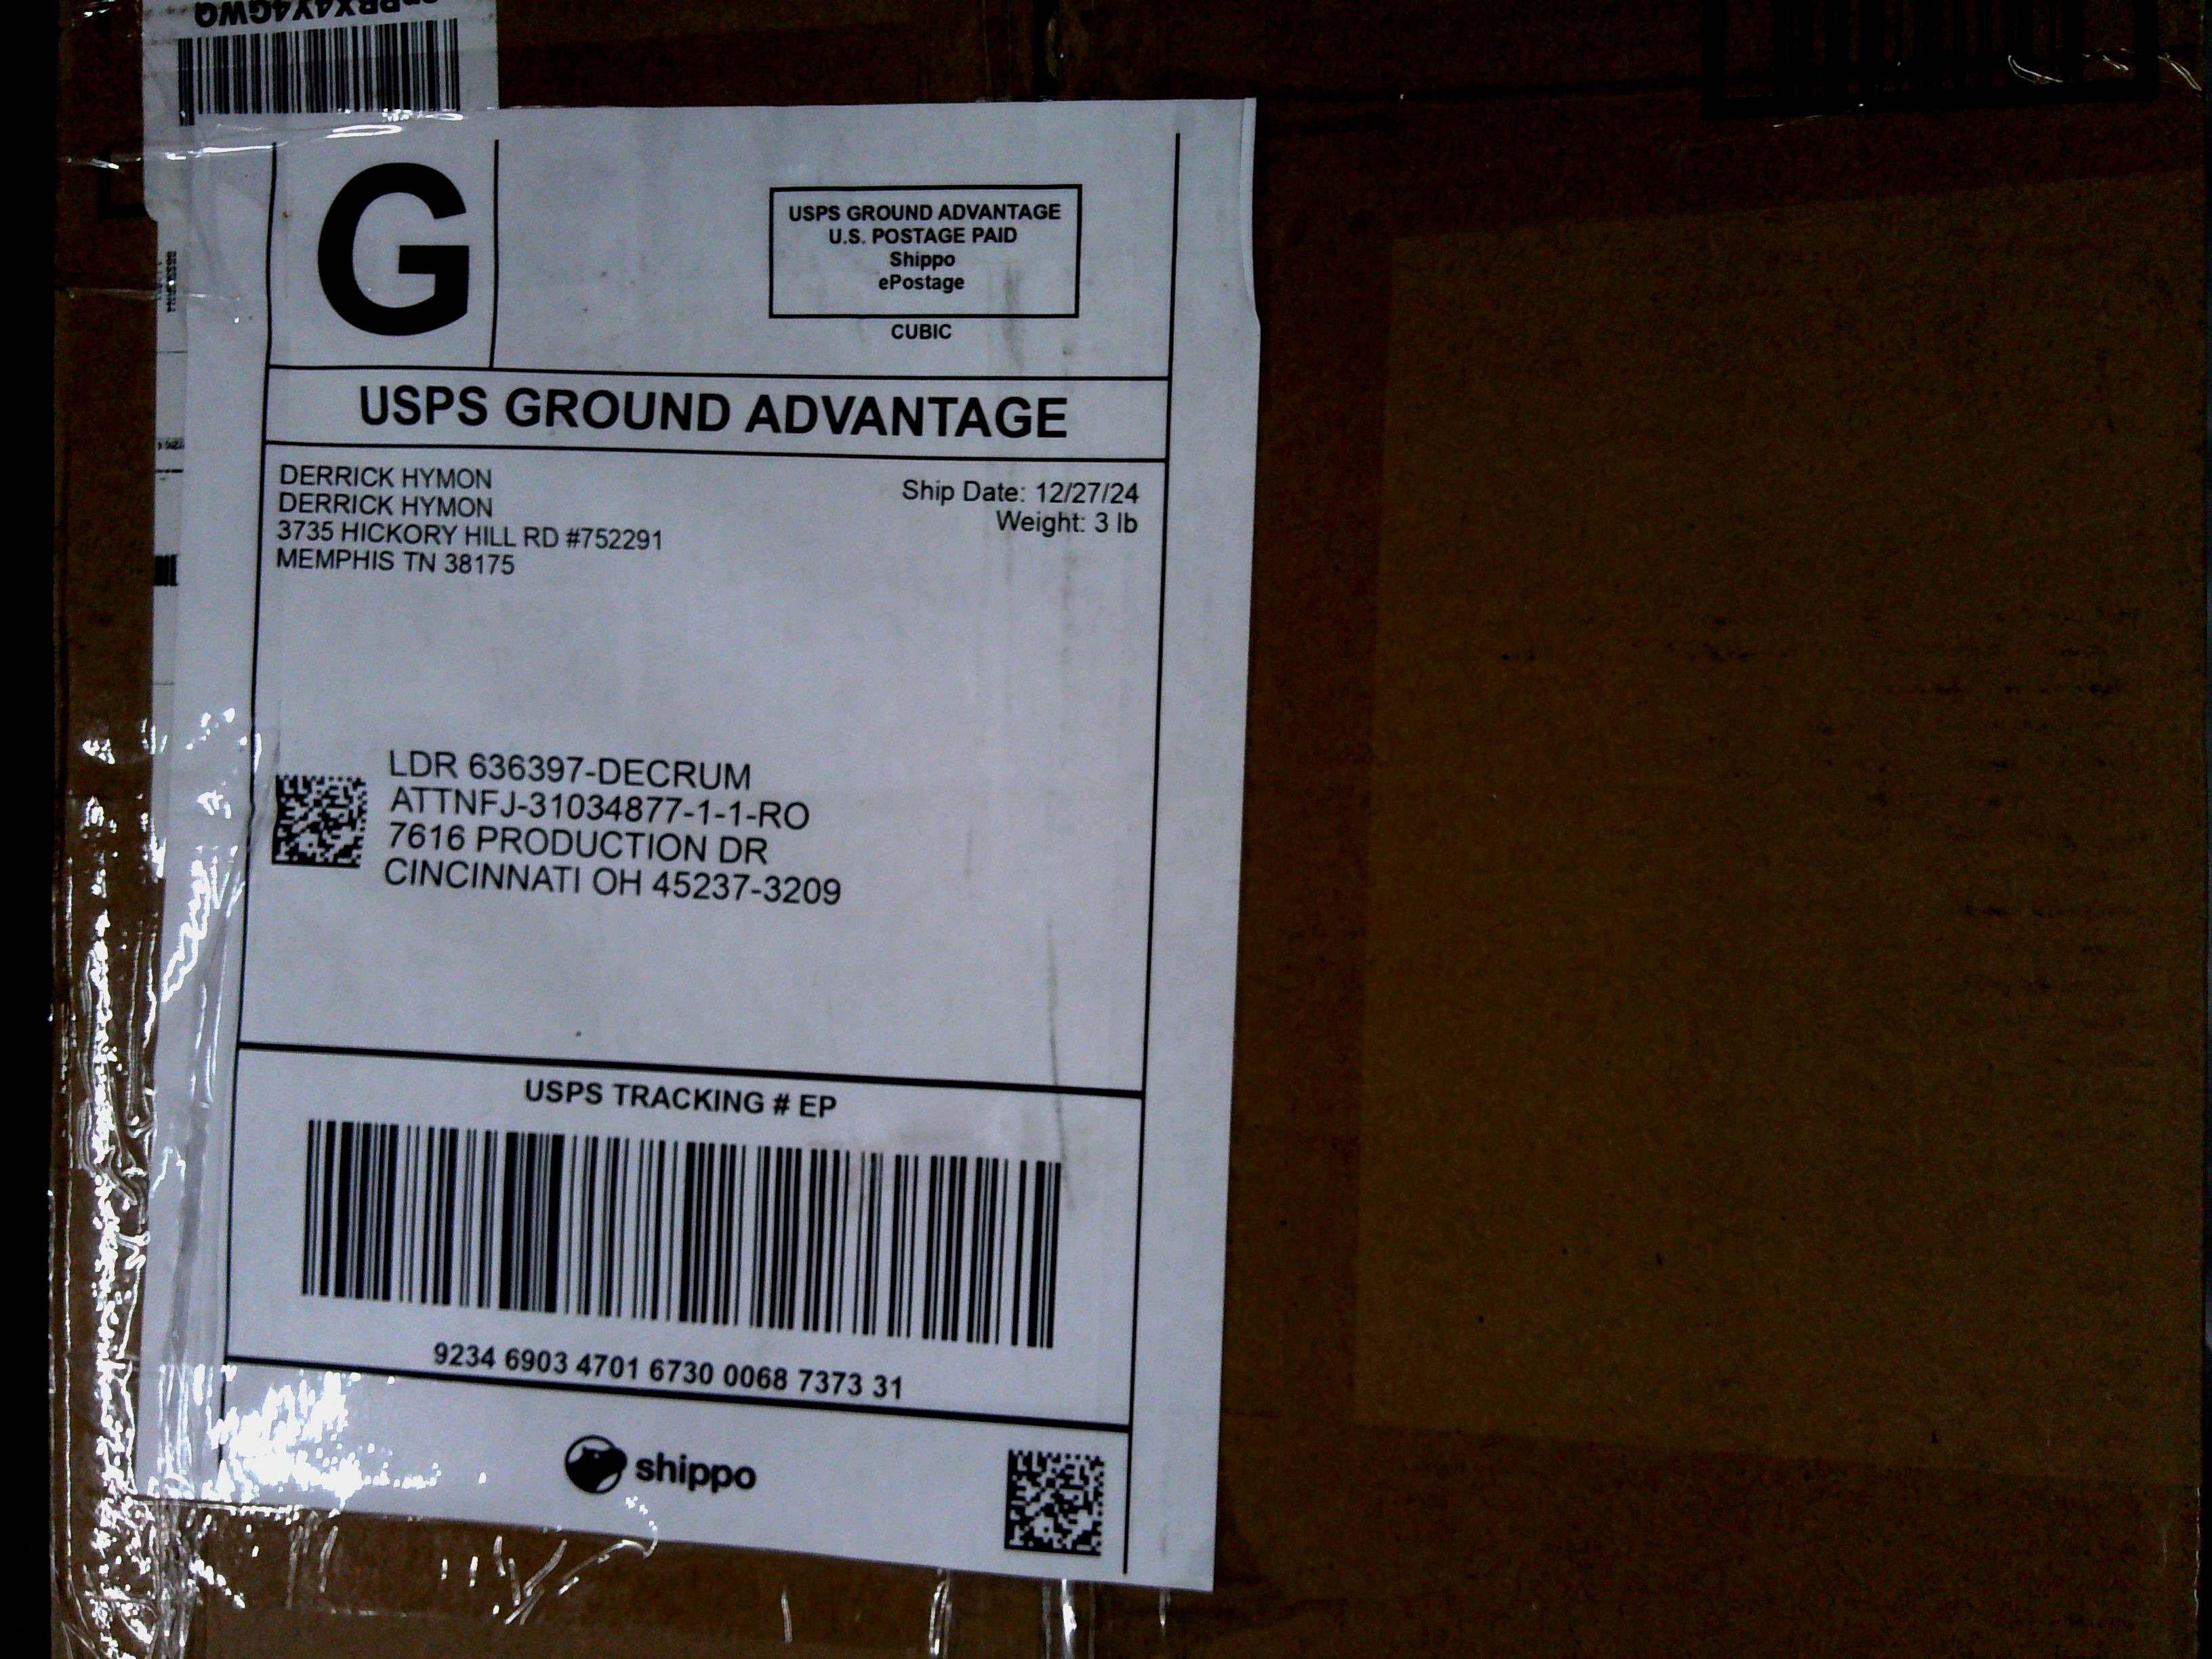 G
USPS GROUND ADVANTAGE
U.S. POSTAGE PAID
Shippo
ePostage
CUBIC
USPS GROUND ADVANTAGE
DERRICK HYMON
DERRICK HYMON
3735 HICKORY HILL RD #752291
MEMPHIS TN 38175
Ship Date: 12/27/24
Weight: 3 lb
LDR 636397-DECRUM
ATTNFJ-31034877-1-1-RO
7616 PRODUCTION DR
CINCINNATI OH 45237-3209
USPS TRACKING # EP
9234 6903 4701 6730 0068 7373 31
shippo